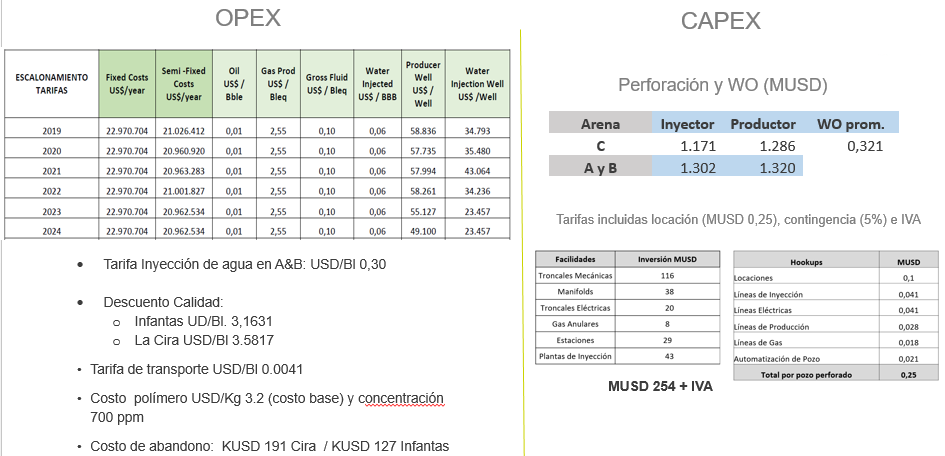 OPEX
ESCALONAMIENTO TARIFAS | Fixed Costs US$/year | Semi -Fixed Costs US$/year | Oil US$ / Bble | Gas Prod US$ / Bleq | Gross Fluid US$ / Bleq | Water Injected US$ / BBB | Producer Well US$ / Well | Water Injection Well US$ /Well
2019 | 22.970.704 | 21.026.412 | 0,01 | 2,55 | 0,10 | 0,06 | 58.836 | 34.793
2020 | 22.970.704 | 20.960.920 | 0,01 | 2,55 | 0,10 | 0,06 | 57.735 | 35.480
2021 | 22.970.704 | 20.963.283 | 0,01 | 2,55 | 0,10 | 0,06 | 57.994 | 43.064
2022 | 22.970.704 | 21.001.827 | 0,01 | 2,55 | 0,10 | 0,06 | 58.261 | 34.236
2023 | 22.970.704 | 20.962.534 | 0,01 | 2,55 | 0,10 | 0,06 | 55.127 | 23.457
2024 | 22.970.704 | 20.962.534 | 0,01 | 2,55 | 0,10 | 0,06 | 49.100 | 23.457
• Tarifa Inyección de agua en A&B: USD/Bl 0,30
• Descuento Calidad:
o Infantas UD/Bl. 3,1631
o La Cira USD/Bl 3.5817
• Tarifa de transporte USD/Bl 0.0041
• Costo polímero USD/Kg 3.2 (costo base) y concentración
700 ppm
• Costo de abandono: KUSD 191 Cira / KUSD 127 Infantas
CAPEX
Perforación y WO (MUSD)
Arena | Inyector | Productor | WO prom.
C | 1.171 | 1.286 | 0,321
A y B | 1.302 | 1.320
Tarifas incluidas locación (MUSD 0,25), contingencia (5%) e IVA
Facilidades | Inversión MUSD
Troncales Mecánicas | 116
Manifolds | 38
Troncales Eléctricas | 20
Gas Anulares | 8
Estaciones | 29
Plantas de Inyección | 43
MUSD 254 + IVA
Hookups | MUSD
Locaciones | 0,1
Líneas de Inyección | 0,041
Líneas Eléctricas | 0,041
Líneas de Producción | 0,028
Líneas de Gas | 0,018
Automatización de Pozo | 0,021
Total por pozo perforado | 0,25